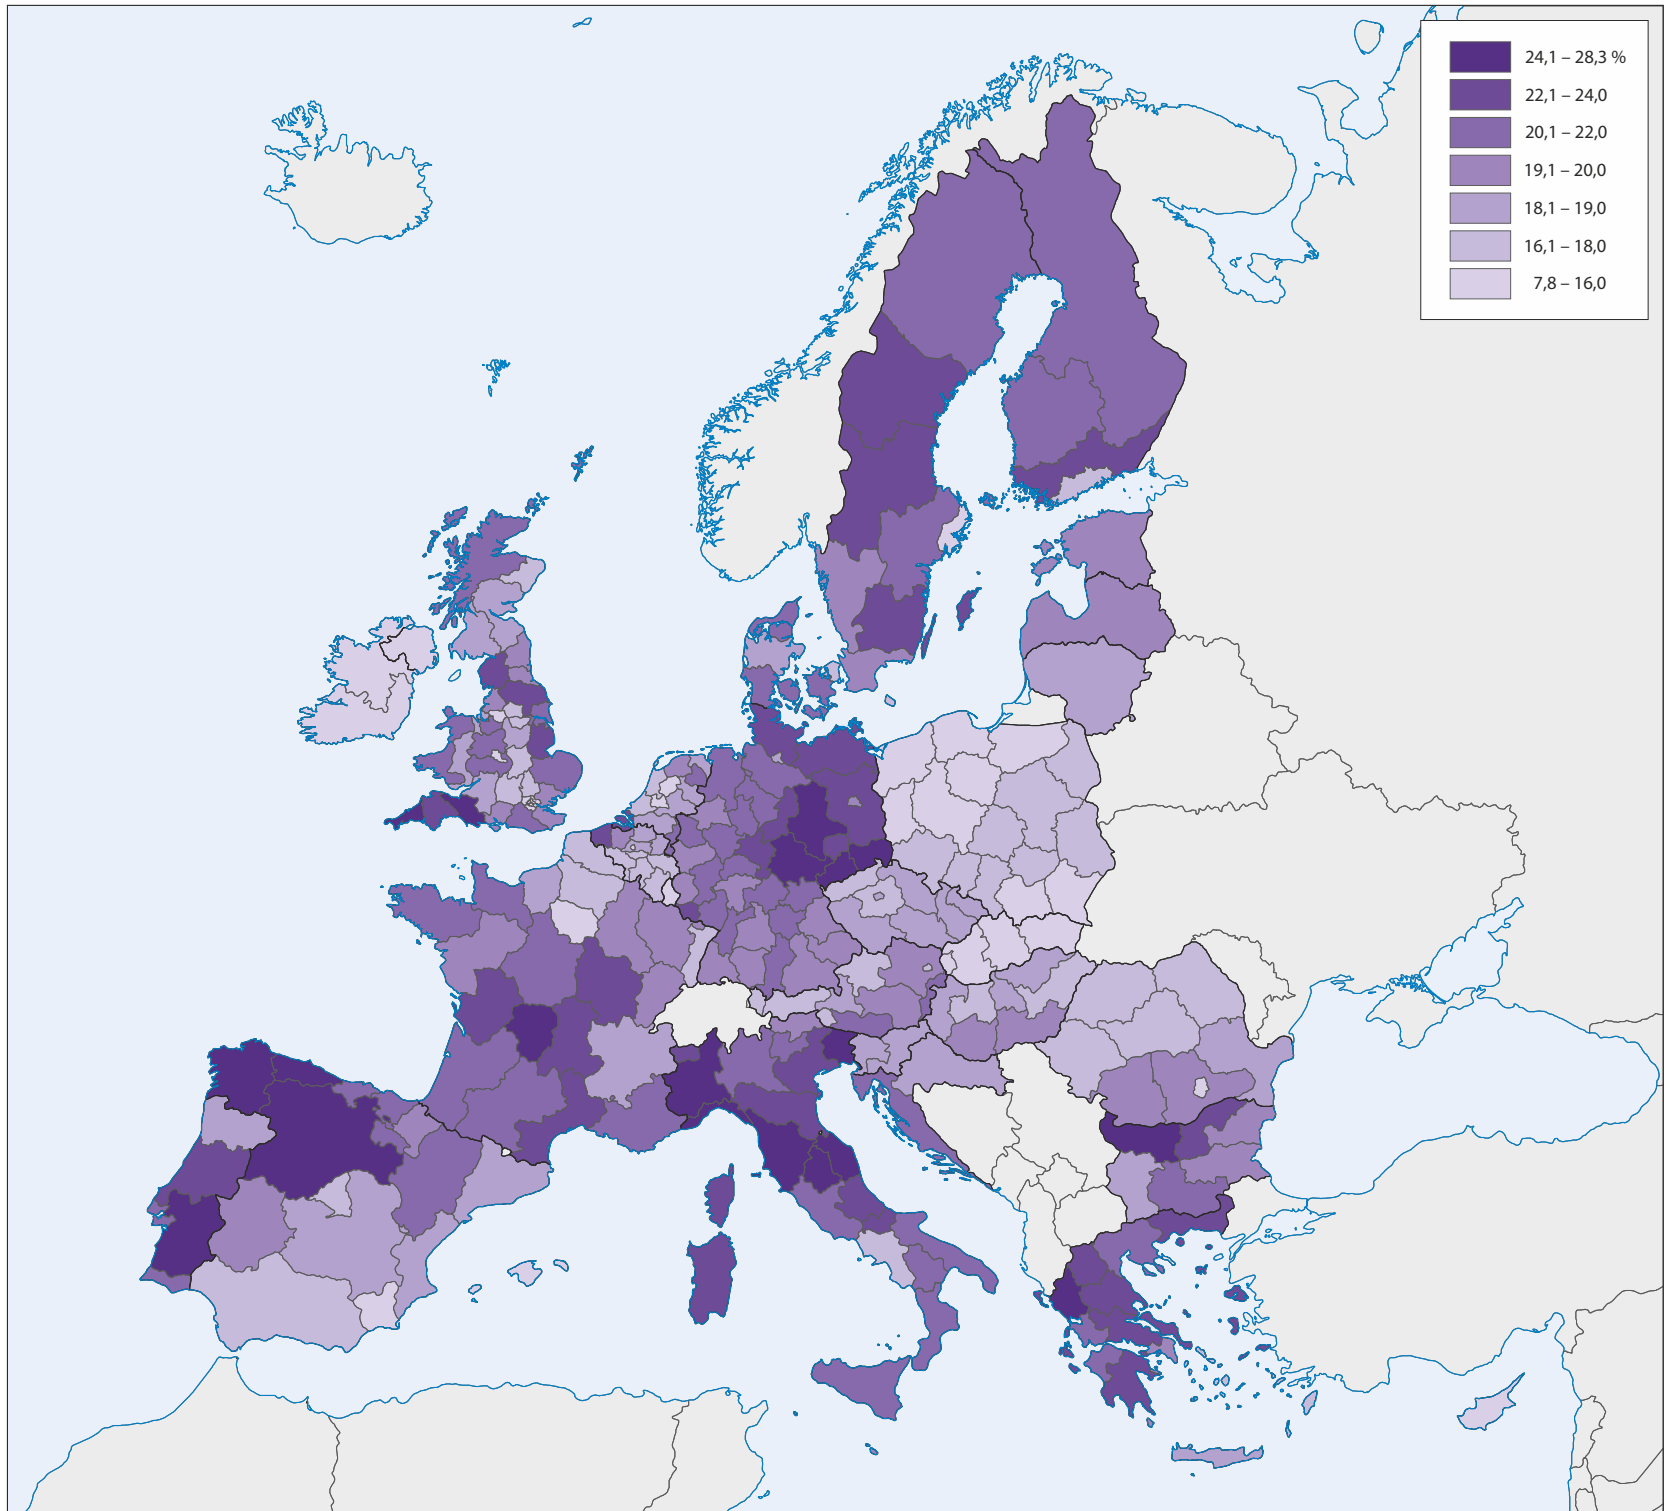 24,1 – 28,3 %
22,1 – 24,0
20,1 – 22,0
19,1 – 20,0
18,1 – 19,0
16,1 – 18,0
7,8 – 16,0